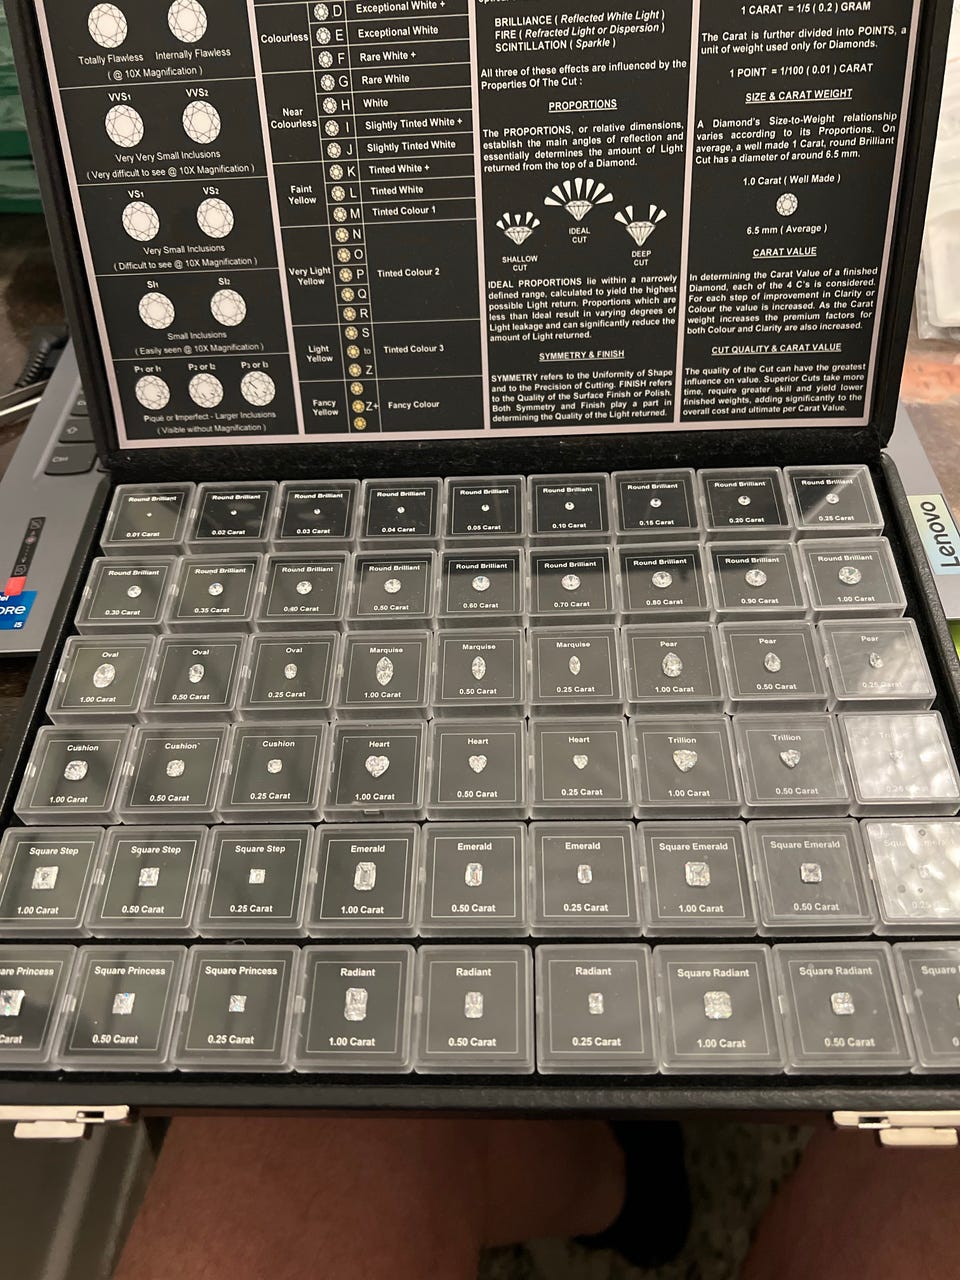 Totally Flawless Internally Flawless
( @ 10X Magnification )
VVS1 VVS2
Very Very Small Inclusions
( Very difficult to see @ 10X Magnification )
VS1 VS2
Very Small Inclusions
( Difficult to see @ 10X Magnification )
SI1 SI2
Small Inclusions
( Easily seen @ 10X Magnification )
P1 or I1 P2 or I2 P3 or I3
Piqué or Imperfect - Larger Inclusions
( Visible without Magnification )
Colourless
D Exceptional White +
E Exceptional White
F Rare White +
Near
Colourless
G Rare White
H White
I Slightly Tinted White +
J Slightly Tinted White
Faint
Yellow
K Tinted White +
L Tinted White
M Tinted Colour 1
Very Light
Yellow
N
O
P Tinted Colour 2
Q
R
Light
Yellow
S
to Tinted Colour 3
Z
Fancy
Yellow
Z+ Fancy Colour
BRILLIANCE ( Reflected White Light )
FIRE ( Refracted Light or Dispersion )
SCINTILLATION ( Sparkle )
All three of these effects are influenced by the
Properties Of The Cut :
PROPORTIONS
The PROPORTIONS, or relative dimensions,
establish the main angles of reflection and
essentially determines the amount of Light
returned from the top of a Diamond.
SHALLOW
CUT
IDEAL
CUT
DEEP
CUT
IDEAL PROPORTIONS lie within a narrowly
defined range, calculated to yield the highest
possible Light return. Proportions which are
less than Ideal result in varying degrees of
Light leakage and can significantly reduce the
amount of Light returned.
SYMMETRY & FINISH
SYMMETRY refers to the Uniformity of Shape
and to the Precision of Cutting. FINISH refers
to the Quality of the Surface Finish or Polish.
Both Symmetry and Finish play a part in
determining the Quality of the Light returned.
1 CARAT = 1/5 ( 0.2 ) GRAM
The Carat is further divided into POINTS, a
unit of weight used only for Diamonds.
1 POINT = 1/100 ( 0.01 ) CARAT
SIZE & CARAT WEIGHT
A Diamond's Size-to-Weight relationship
varies according to its Proportions. On
average, a well made 1 Carat, round Brilliant
Cut has a diameter of around 6.5 mm.
1.0 Carat ( Well Made )
6.5 mm ( Average )
CARAT VALUE
In determining the Carat Value of a finished
Diamond, each of the 4 C's is considered.
For each step of improvement in Clarity or
Colour the value is increased. As the Carat
weight increases the premium factors for
both Colour and Clarity are also increased.
CUT QUALITY & CARAT VALUE
The quality of the Cut can have the greatest
influence on value. Superior Cuts take more
time, require greater skill and yield lower
finished weights, adding significantly to the
overall cost and ultimate per Carat Value.
Ctrl
Lenovo
i5
Round Brilliant
0.01 Carat
Round Brilliant
0.02 Carat
Round Brilliant
0.03 Carat
Round Brilliant
0.04 Carat
Round Brilliant
0.05 Carat
Round Brilliant
0.10 Carat
Round Brilliant
0.15 Carat
Round Brilliant
0.20 Carat
Round Brilliant
0.25 Carat
Round Brilliant
0.30 Carat
Round Brilliant
0.35 Carat
Round Brilliant
0.40 Carat
Round Brilliant
0.50 Carat
Round Brilliant
0.60 Carat
Round Brilliant
0.70 Carat
Round Brilliant
0.80 Carat
Round Brilliant
0.90 Carat
Round Brilliant
1.00 Carat
Oval
1.00 Carat
Oval
0.50 Carat
Oval
0.25 Carat
Marquise
1.00 Carat
Marquise
0.50 Carat
Marquise
0.25 Carat
Pear
1.00 Carat
Pear
0.50 Carat
Pear
0.25 Carat
Cushion
1.00 Carat
Cushion
0.50 Carat
Cushion
0.25 Carat
Heart
1.00 Carat
Heart
0.50 Carat
Heart
0.25 Carat
Trillion
1.00 Carat
Trillion
0.50 Carat
Square Step
1.00 Carat
Square Step
0.50 Carat
Square Step
0.25 Carat
Emerald
1.00 Carat
Emerald
0.50 Carat
Emerald
0.25 Carat
Square Emerald
1.00 Carat
Square Emerald
0.50 Carat
Princess
Carat
Square Princess
0.50 Carat
Square Princess
0.25 Carat
Radiant
1.00 Carat
Radiant
0.50 Carat
Radiant
0.25 Carat
Square Radiant
1.00 Carat
Square Radiant
0.50 Carat
Square